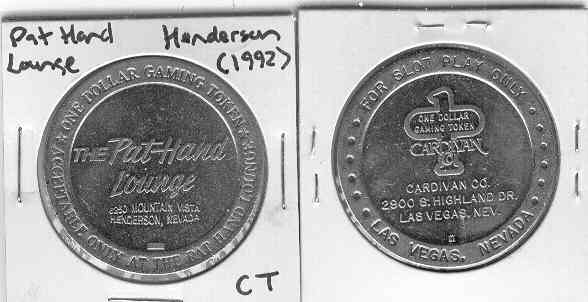 Pat Hand Henderson
Lounge (1992)
★ ONE DOLLAR GAMING TOKEN ★
ACCEPTABLE ONLY AT THE PAT HAND LOUNGE
THE Pat-Hand
Lounge
MOUNTAIN VISTA
HENDERSON, NEVADA
CT
FOR SLOT PLAY ONLY
1
ONE DOLLAR
GAMING TOKEN
CARDIVAN
CARDIVAN CO.
2900 S. HIGHLAND DR.
LAS VEGAS, NEV.
LAS VEGAS, NEVADA